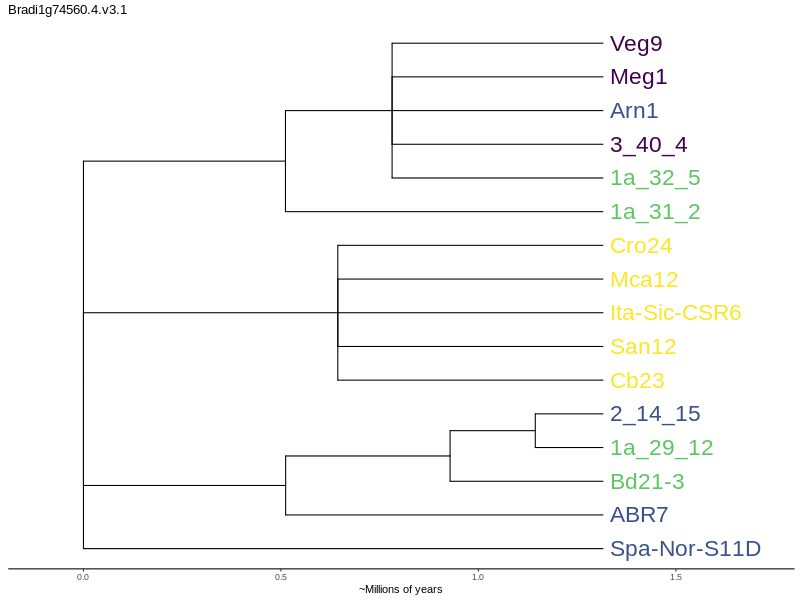 Bradi1g74560.4.v3.1
Veg9
Meg1
Arn1
3_40_4
1a_32_5
1a_31_2
Cro24
Mca12
Ita-Sic-CSR6
San12
Cb23
2_14_15
1a_29_12
Bd21-3
ABR7
Spa-Nor-S11D
0.0 0.5 1.0 1.5
~Millions of years